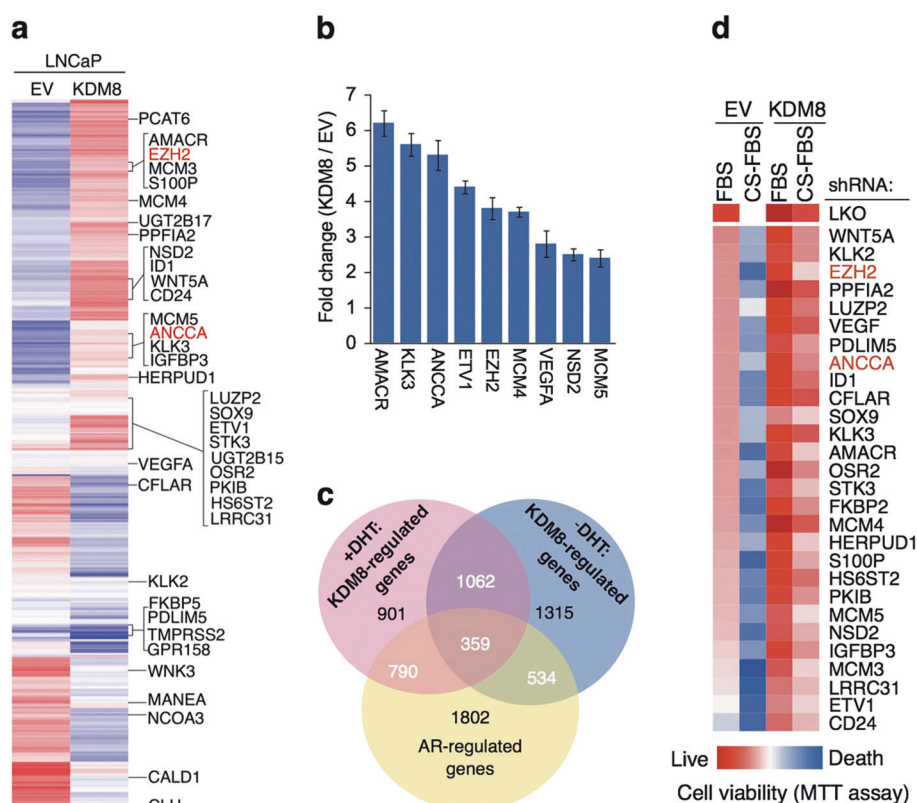 a
LNCaP
EV KDM8
PCAT6
AMACR
EZH2
MCM3
S100P
MCM4
UGT2B17
PPFIA2
NSD2
ID1
WNT5A
CD24
MCM5
ANCCA
KLK3
IGFBP3
HERPUD1
LUZP2
SOX9
ETV1
STK3
UGT2B15
OSR2
PKIB
HS6ST2
LRRC31
VEGFA
CFLAR
KLK2
FKBP5
PDLIM5
TMPRSS2
GPR158
WNK3
MANEA
NCOA3
CALD1
b
Fold change (KDM8 / EV)
7
6
5
4
3
2
1
0
AMACR KLK3 ANCCA ETV1 EZH2 MCM4 VEGFA NSD2 MCM5
c
+DHT:
KDM8-regulated
genes
-DHT:
KDM8-regulated
genes
1062
901
1315
359
790
534
1802
AR-regulated
genes
d
EV KDM8
FBS CS-FBS FBS CS-FBS
shRNA:
LKO
WNT5A
KLK2
EZH2
PPFIA2
LUZP2
VEGF
PDLIM5
ANCCA
ID1
CFLAR
SOX9
KLK3
AMACR
OSR2
STK3
FKBP2
MCM4
HERPUD1
S100P
HS6ST2
PKIB
MCM5
NSD2
IGFBP3
MCM3
LRRC31
ETV1
CD24
Live Death
Cell viability (MTT assay)